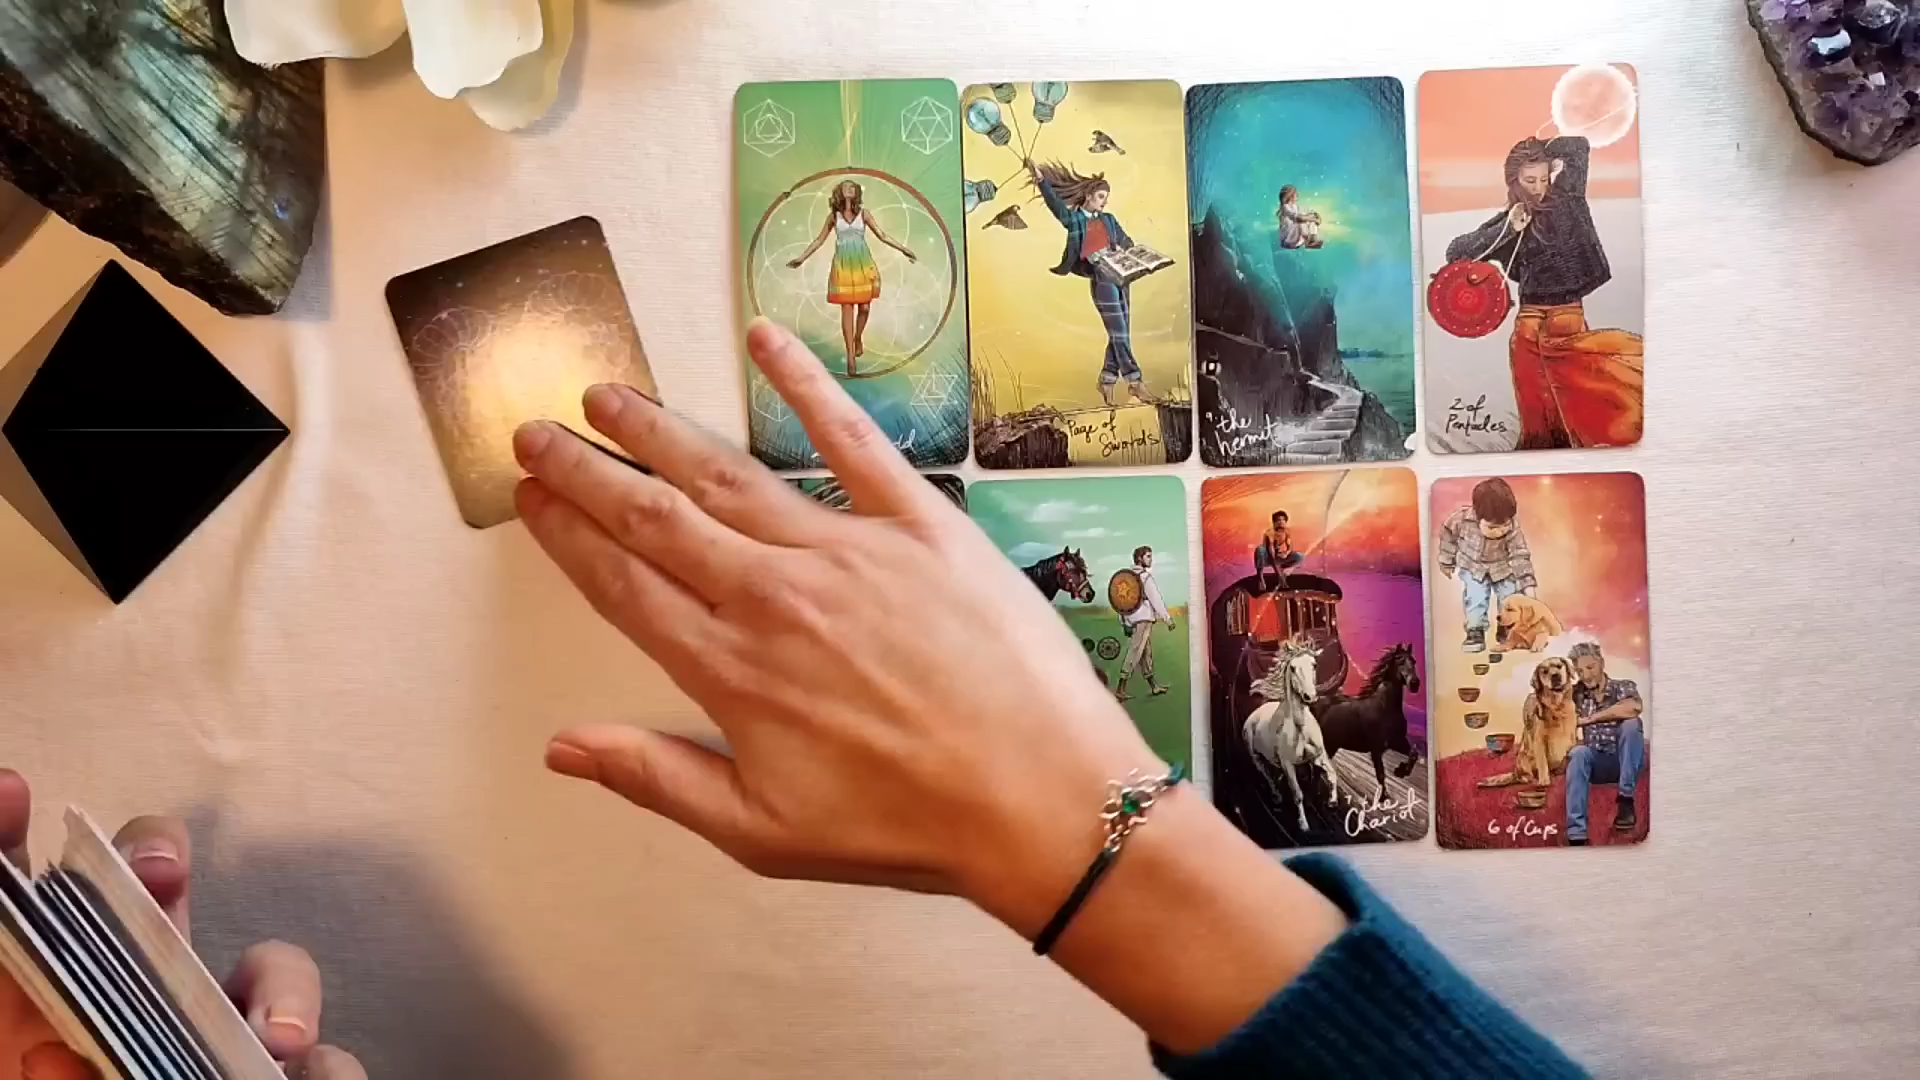 Page of
Swords
9. the
hermit
2 of
Pentacles
7 the
Chariot
6 of Cups